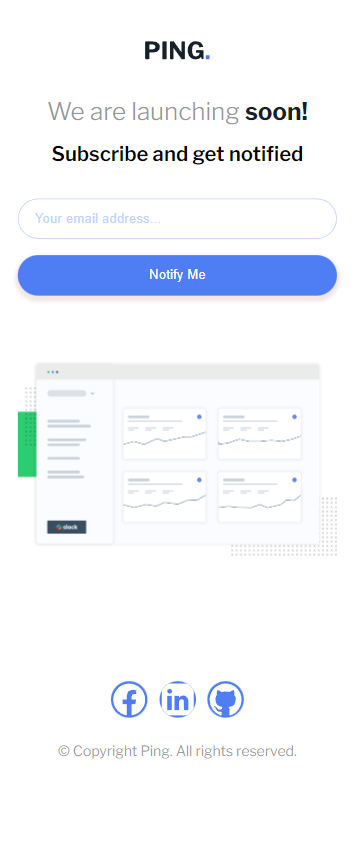 PING.
We are launching soon!
Subscribe and get notified
Your email address...
Notify Me
slack
© Copyright Ping. All rights reserved.